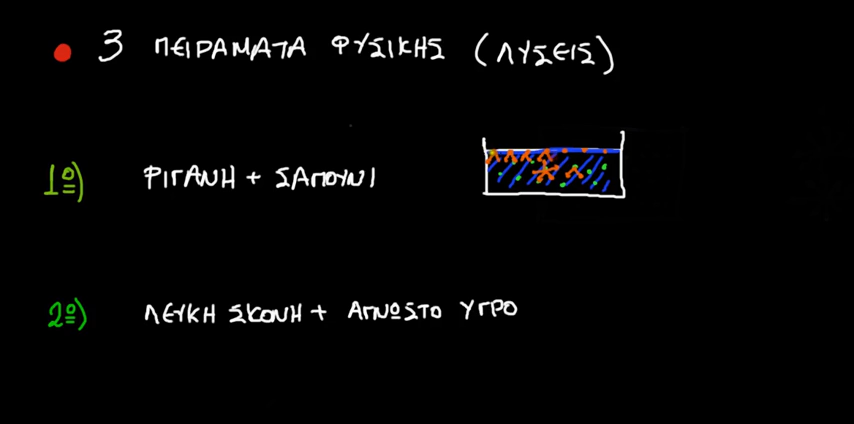 3 ΠΕΙΡΑΜΑΤΑ ΦΥΣΙΚΗΣ (ΛΥΣΕΙΣ)
1º) ΡΙΓΑΝΗ + ΣΑΠΟΥΝΙ
2º) ΛΕΥΚΗ ΣΚΟΝΗ + ΑΓΝΩΣΤΟ ΥΓΡΟ